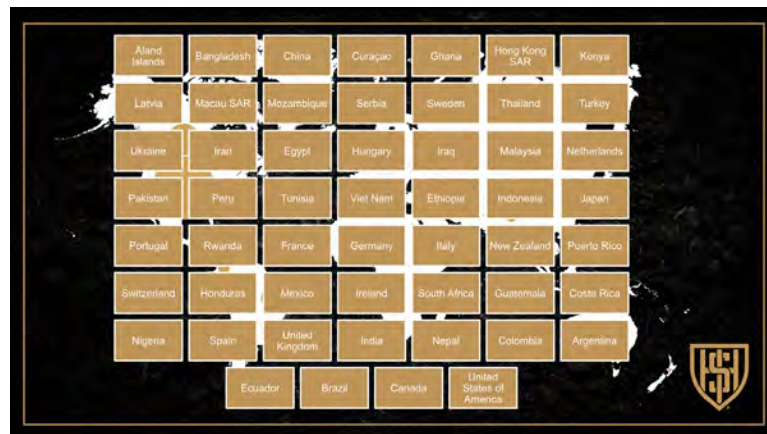 Åland
Islands
Bangladesh
China
Curaçao
Ghana
Hong Kong
SAR
Kenya
Latvia
Macau SAR
Mozambique
Serbia
Sweden
Thailand
Turkey
Ukraine
Iran
Egypt
Hungary
Iraq
Malaysia
Netherlands
Pakistan
Peru
Tunisia
Viet Nam
Ethiopia
Indonesia
Japan
Portugal
Rwanda
France
Germany
Italy
New Zealand
Puerto Rico
Switzerland
Honduras
Mexico
Ireland
South Africa
Guatemala
Costa Rica
Nigeria
Spain
United
Kingdom
India
Nepal
Colombia
Argentina
Ecuador
Brazil
Canada
United
States of
America